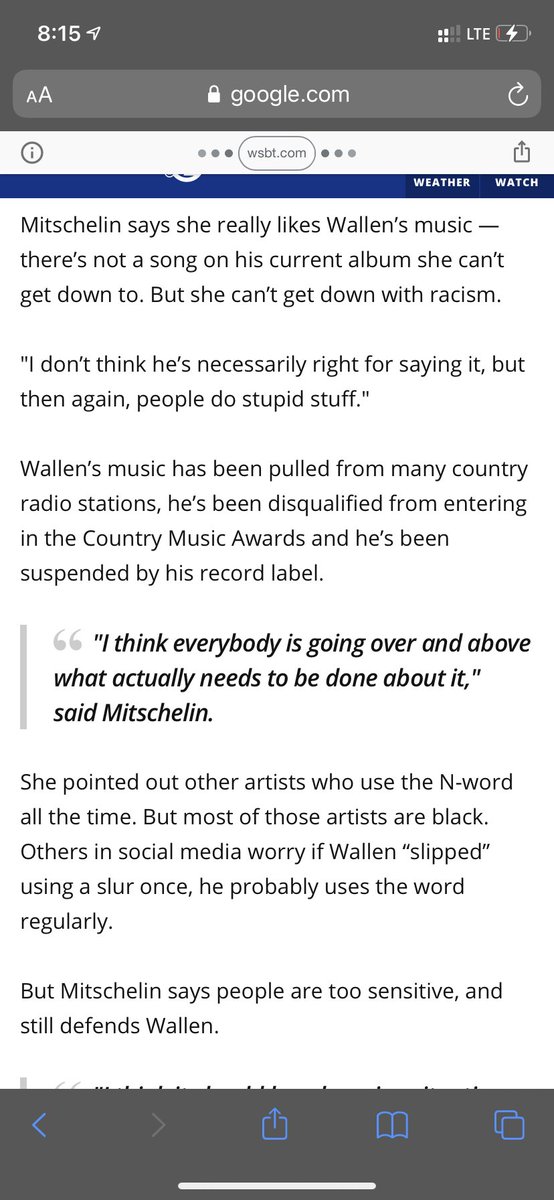 8:15
LTE
AA
google.com
wsbt.com
WEATHER
WATCH
Mitschelin says she really likes Wallen’s music —
there’s not a song on his current album she can’t
get down to. But she can’t get down with racism.
"I don’t think he’s necessarily right for saying it, but
then again, people do stupid stuff."
Wallen’s music has been pulled from many country
radio stations, he’s been disqualified from entering
in the Country Music Awards and he’s been
suspended by his record label.
"I think everybody is going over and above
what actually needs to be done about it,"
said Mitschelin.
She pointed out other artists who use the N-word
all the time. But most of those artists are black.
Others in social media worry if Wallen “slipped”
using a slur once, he probably uses the word
regularly.
But Mitschelin says people are too sensitive, and
still defends Wallen.